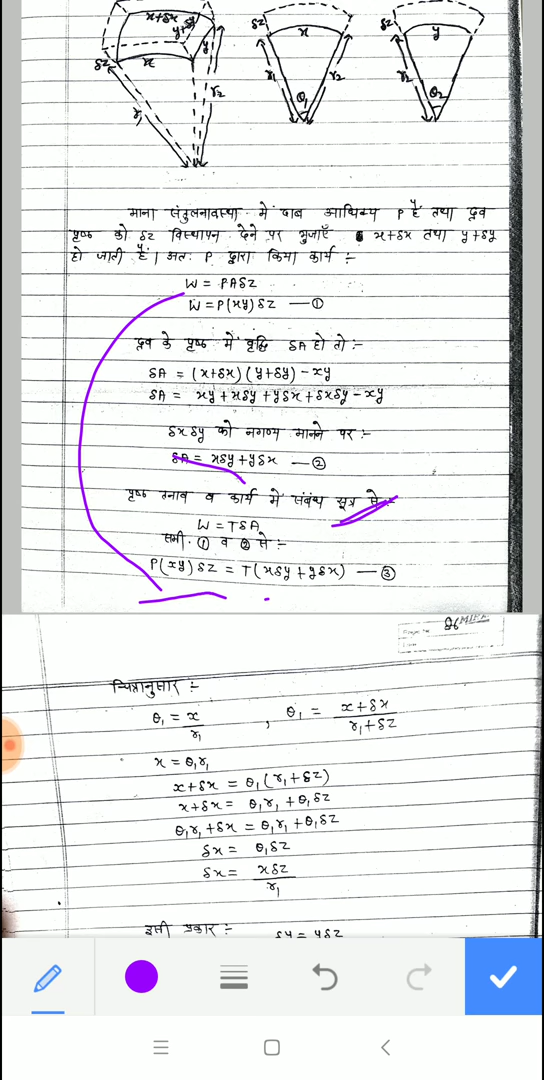 x+δx
y+δy
δz
x
y
r₁
r₂
δz
x
r₁
r₂
θ₁
δz
y
r₂
θ₂
माना संतुलनावस्था में दाब आधिक्य P है तथा द्रव
पृष्ठ को δz विस्थापन देने पर भुजाएँ x+δx तथा y+δy
हो जाती हैं। अतः P द्वारा किया कार्य :-
W = PAδz
W = P(xy) δz —①
द्रव के पृष्ठ में वृद्धि δA हो तो :-
δA = (x+δx) (y+δy) - xy
δA = xy + xδy + yδx + δxδy - xy
δxδy को नगण्य मानने पर :-
δA = xδy + yδx —②
पृष्ठ तनाव व कार्य में संबंध सूत्र से :-
W = TδA
समी. ① व ② से :-
P(xy) δz = T(xδy + yδx) —③
चित्रानुसार :-
θ₁ = x/r₁ , θ₁ = (x+δx)/(r₁+δz)
x = θ₁r₁
x+δx = θ₁(r₁+δz)
x+δx = θ₁r₁ + θ₁δz
θ₁r₁ + δx = θ₁r₁ + θ₁δz
δx = θ₁δz
δx = xδz/r₁
इसी प्रकार :- δy = yδz